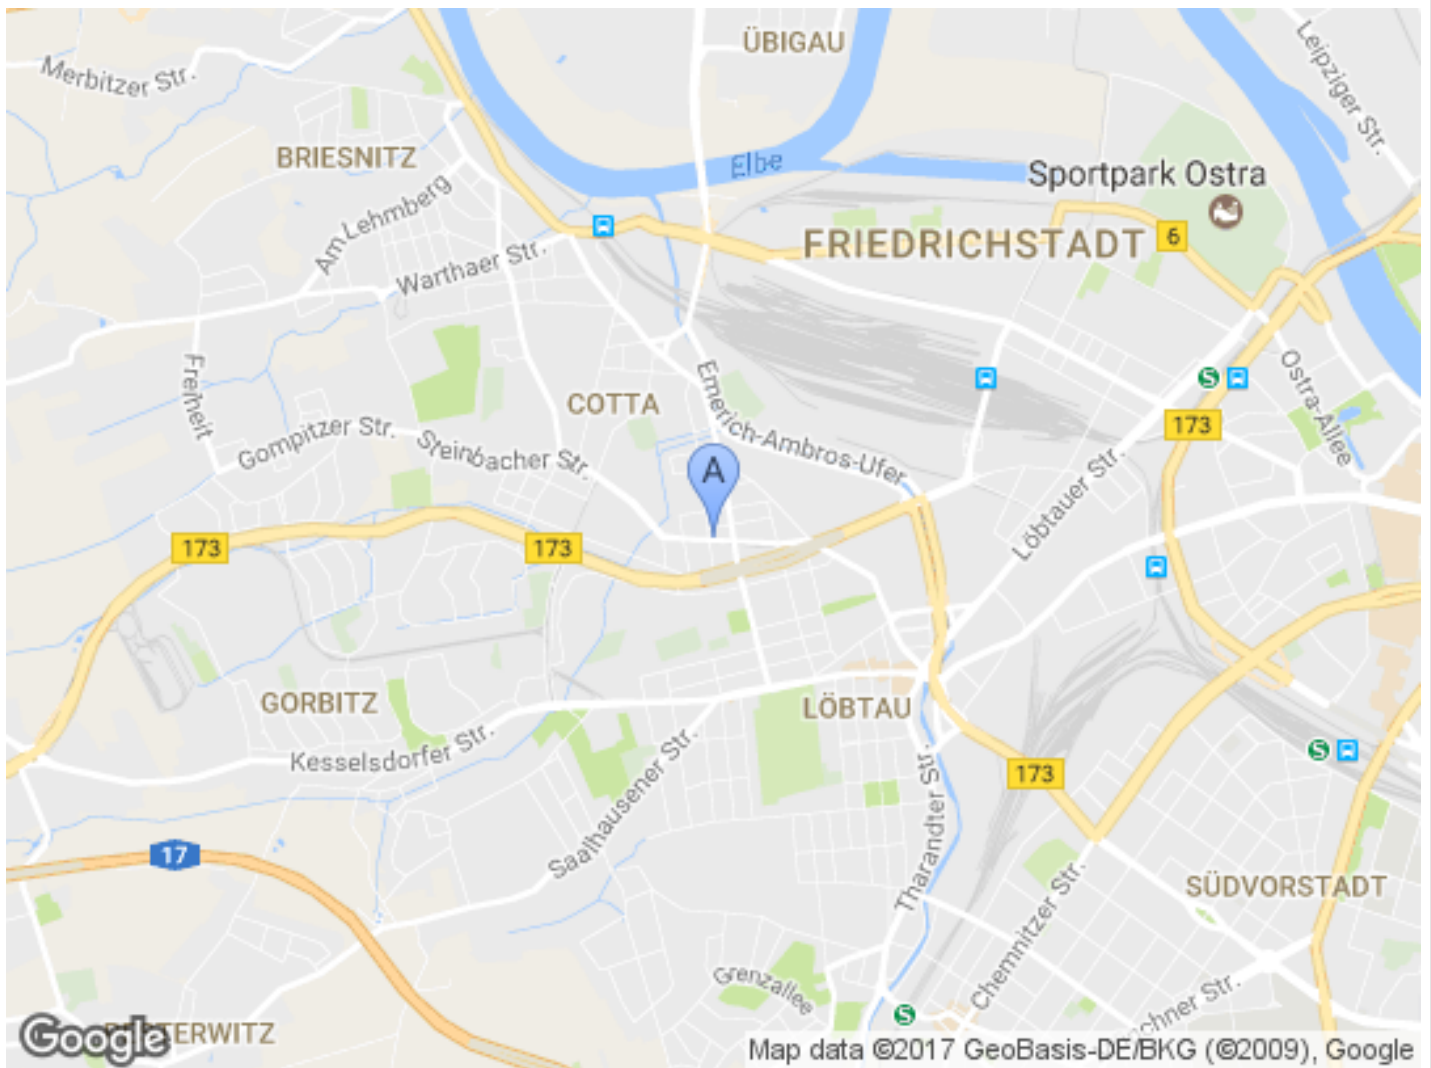 ÜBIGAU
Leipziger Str.
Merbitzer Str.
BRIESNITZ
Elbe
Sportpark Ostra
Am Lehmberg
FRIEDRICHSTADT
6
Warthaer Str.
Freiheit
Emerich-Ambros-Ufer
S
Ostra-Allee
COTTA
173
Gompitzer Str.
Steinbacher Str.
A
Löbtauer Str.
173
173
GORBITZ
LÖBTAU
Kesselsdorfer Str.
S
173
Saalhausener Str.
Tharandter Str.
17
SÜDVORSTADT
Chemnitzer Str.
Grenzallee
S
Google
Map data ©2017 GeoBasis-DE/BKG (©2009), Google